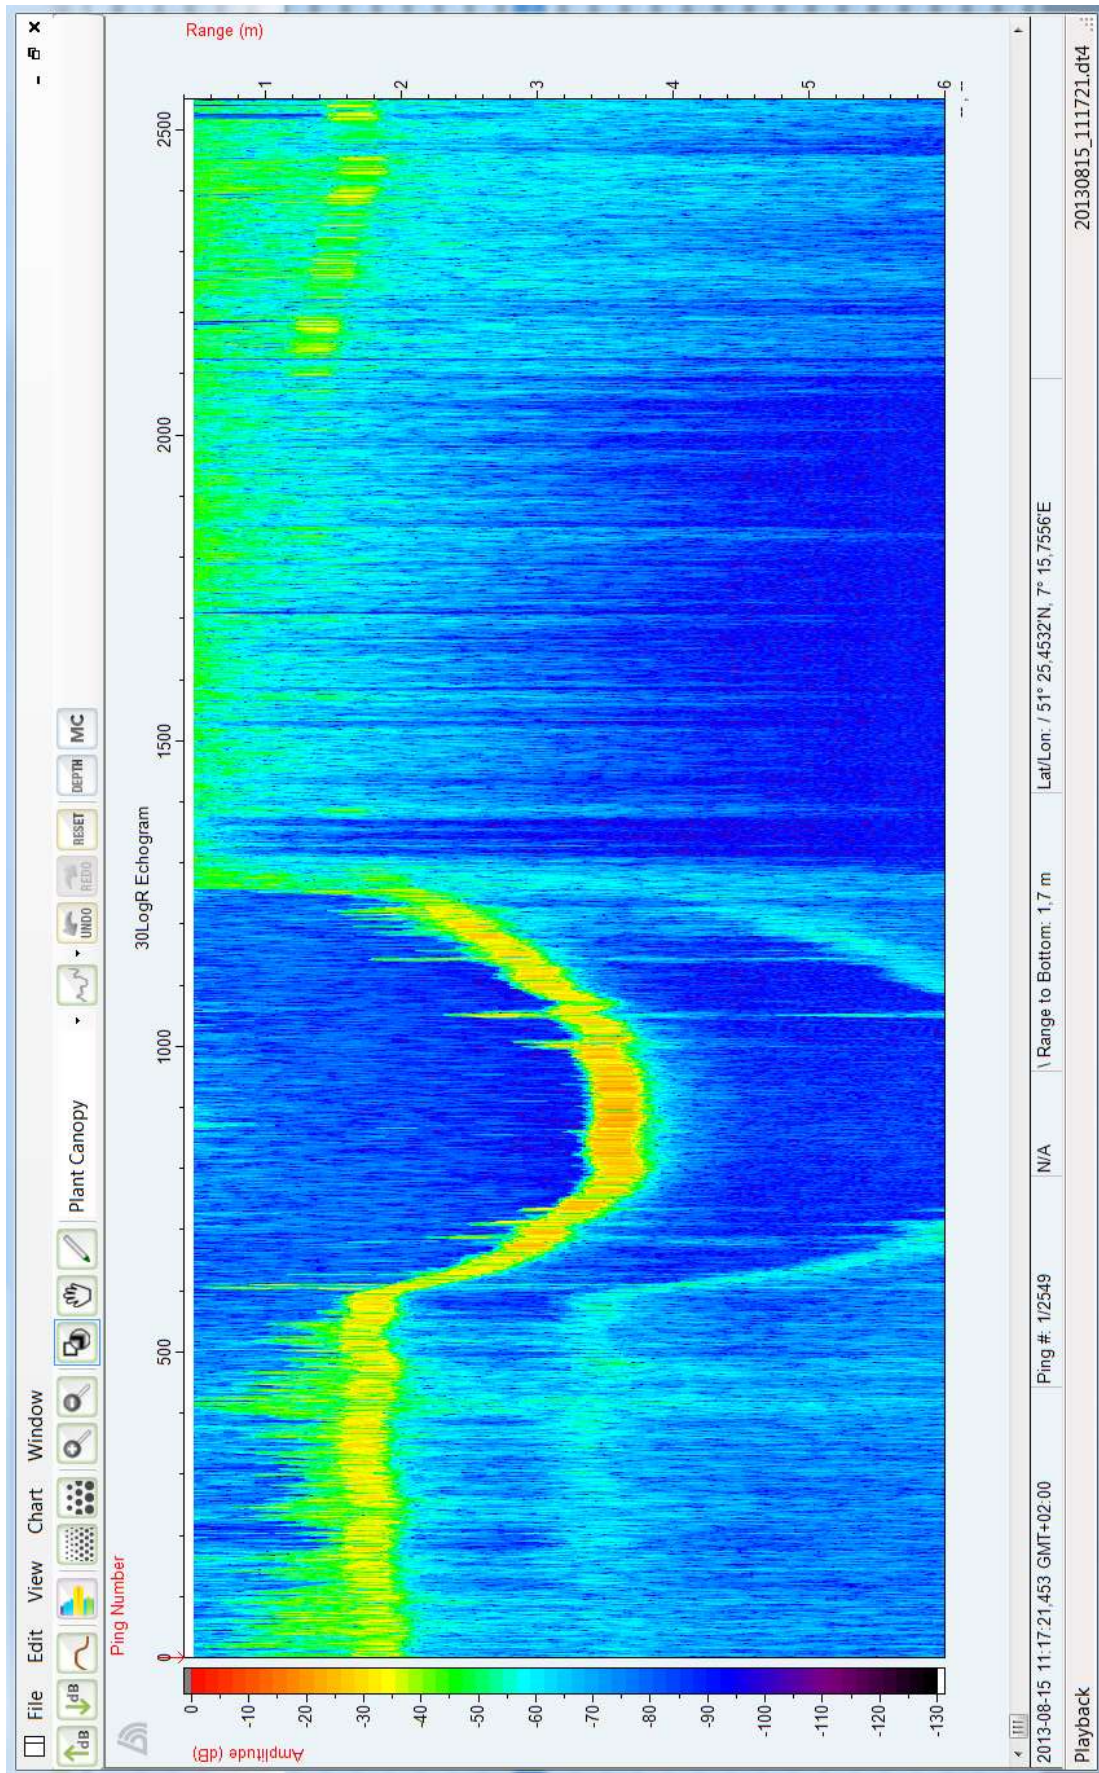 File Edit View Chart Window
dB dB Plant Canopy UNDO REDO RESET DEPTH MC
30LogR Echogram
Ping Number
0 500 1000 1500 2000 2500
Range (m)
1
2
3
4
5
6
-- , --
Amplitude (dB)
0
-10
-20
-30
-40
-50
-60
-70
-80
-90
-100
-110
-120
-130
2013-08-15 11:17:21,453 GMT+02:00 Ping #: 1/2549 N/A \ Range to Bottom: 1,7 m Lat/Lon: / 51° 25,4532'N, 7° 15,7556'E
Playback 20130815_111721.dt4